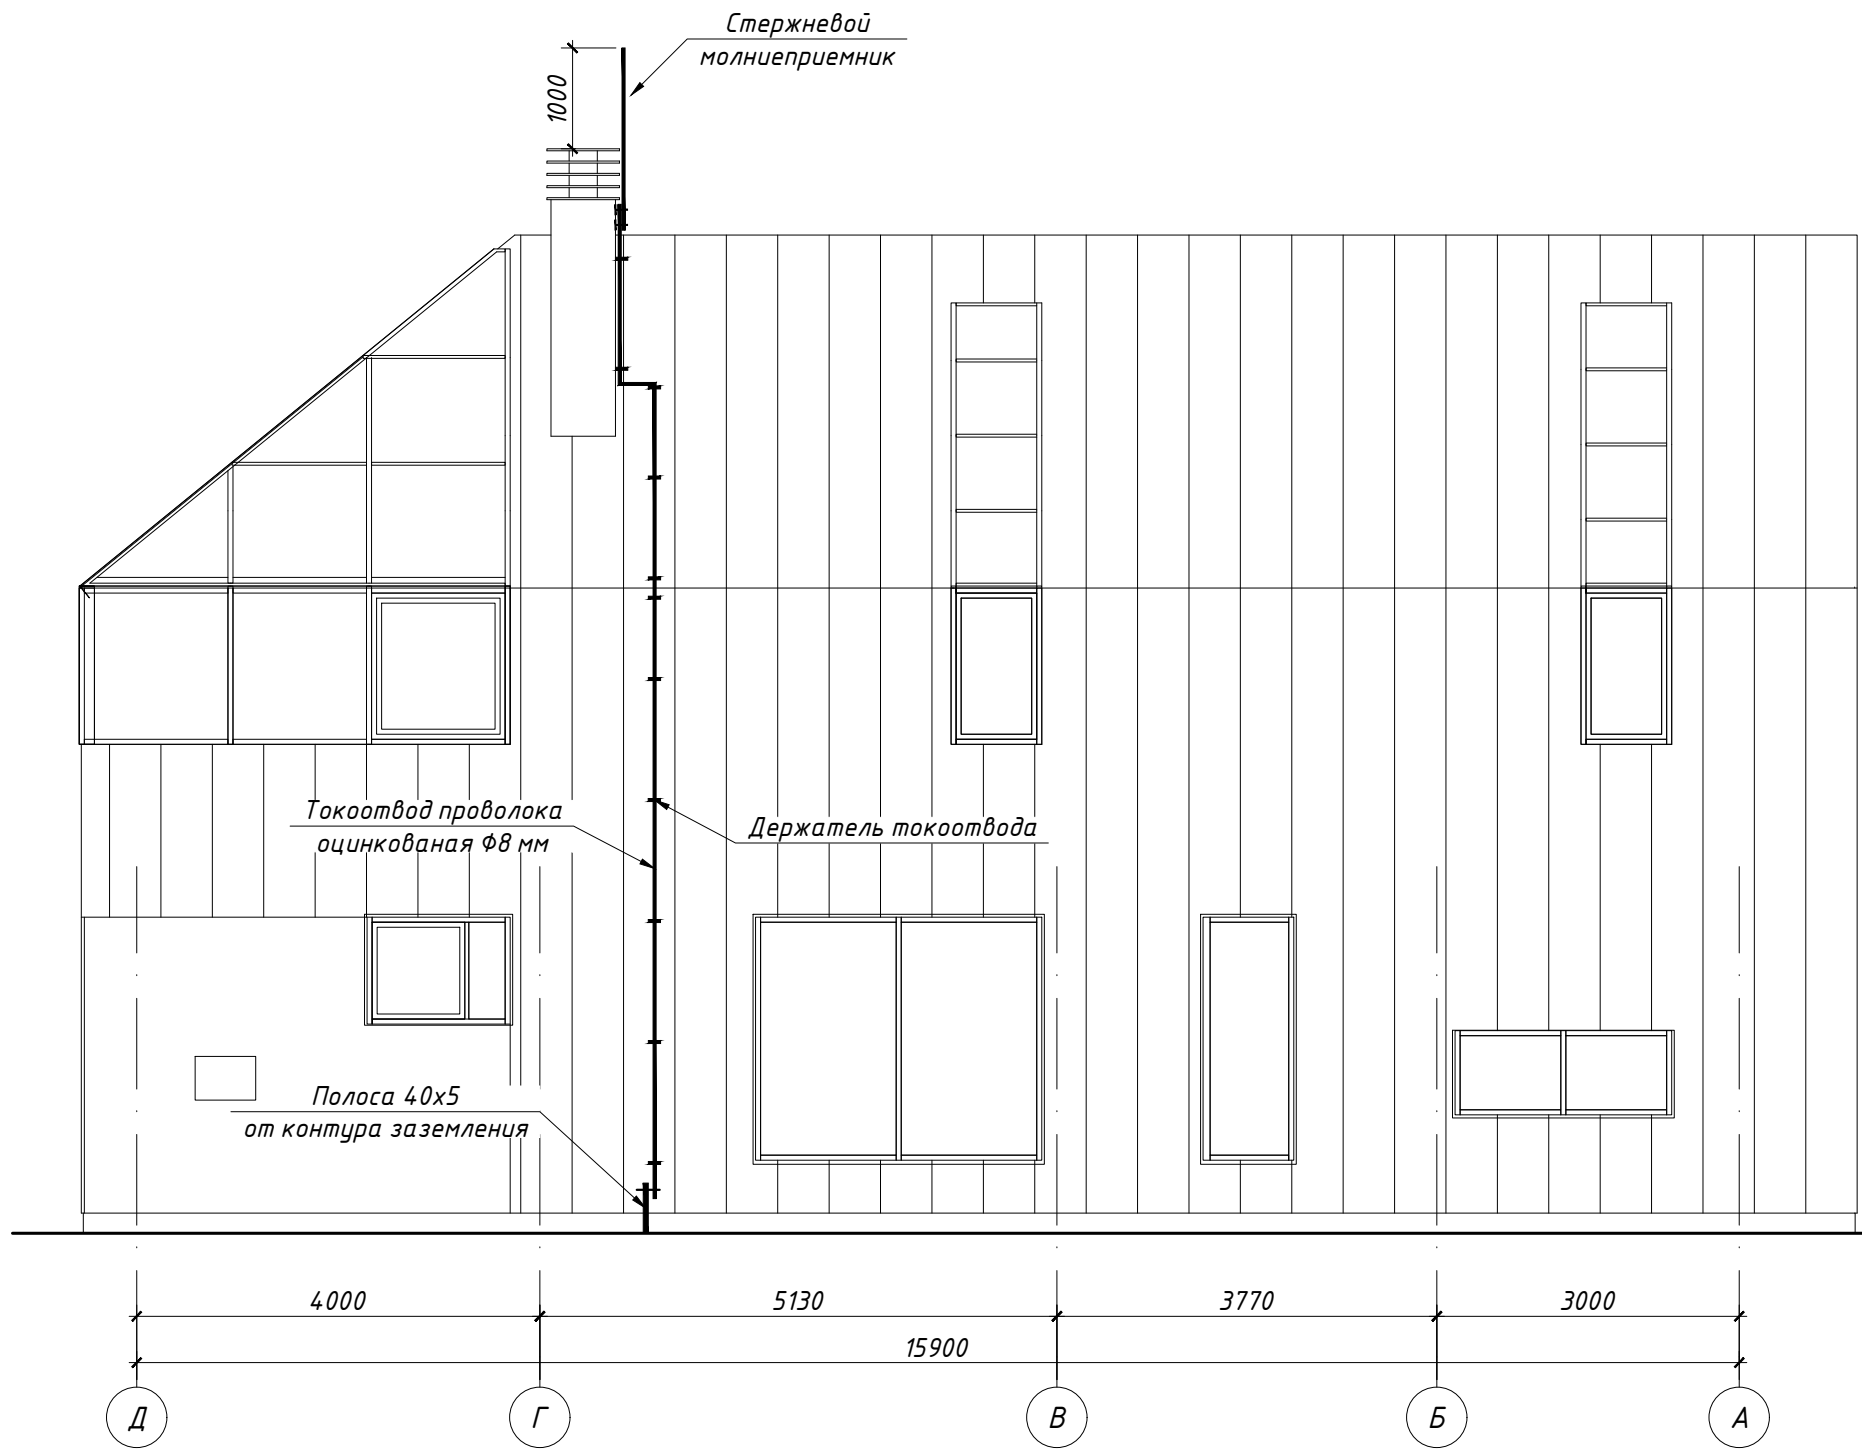 Стержневой
молниеприемник
1000
Токоотвод проволока
оцинкованая Ф8 мм
Держатель токоотвода
Полоса 40х5
от контура заземления
4000
5130
3770
3000
15900
Д
Г
В
Б
А